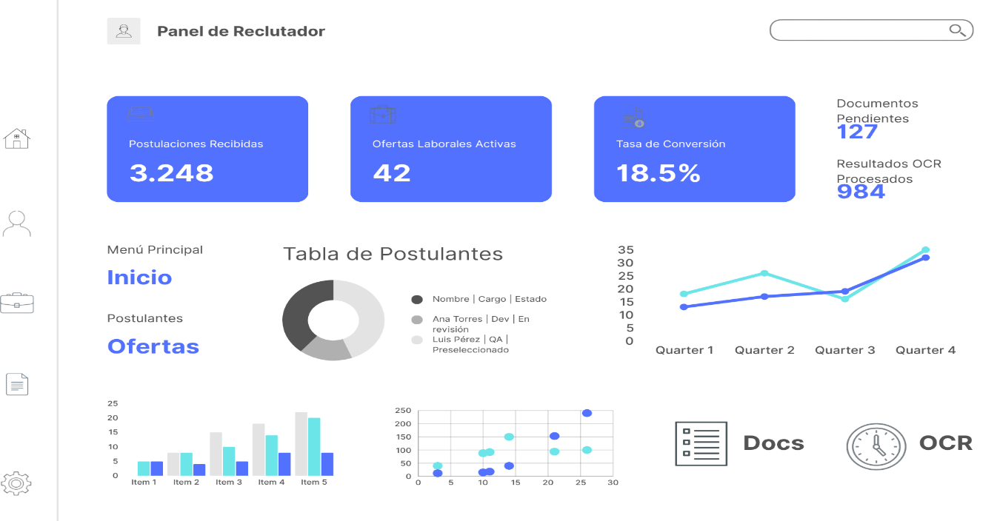 Panel de Reclutador
Postulaciones Recibidas
3.248
Ofertas Laborales Activas
42
Tasa de Conversión
18.5%
Documentos
Pendientes
127
Resultados OCR
Procesados
984
Menú Principal
Inicio
Postulantes
Ofertas
Tabla de Postulantes
Nombre | Cargo | Estado
Ana Torres | Dev | En
revisión
Luis Pérez | QA |
Preseleccionado
35
30
25
20
15
10
5
0
Quarter 1 Quarter 2 Quarter 3 Quarter 4
25
20
15
10
5
0
Item 1 Item 2 Item 3 Item 4 Item 5
250
200
150
100
50
0
0 5 10 15 20 25 30
Docs
OCR